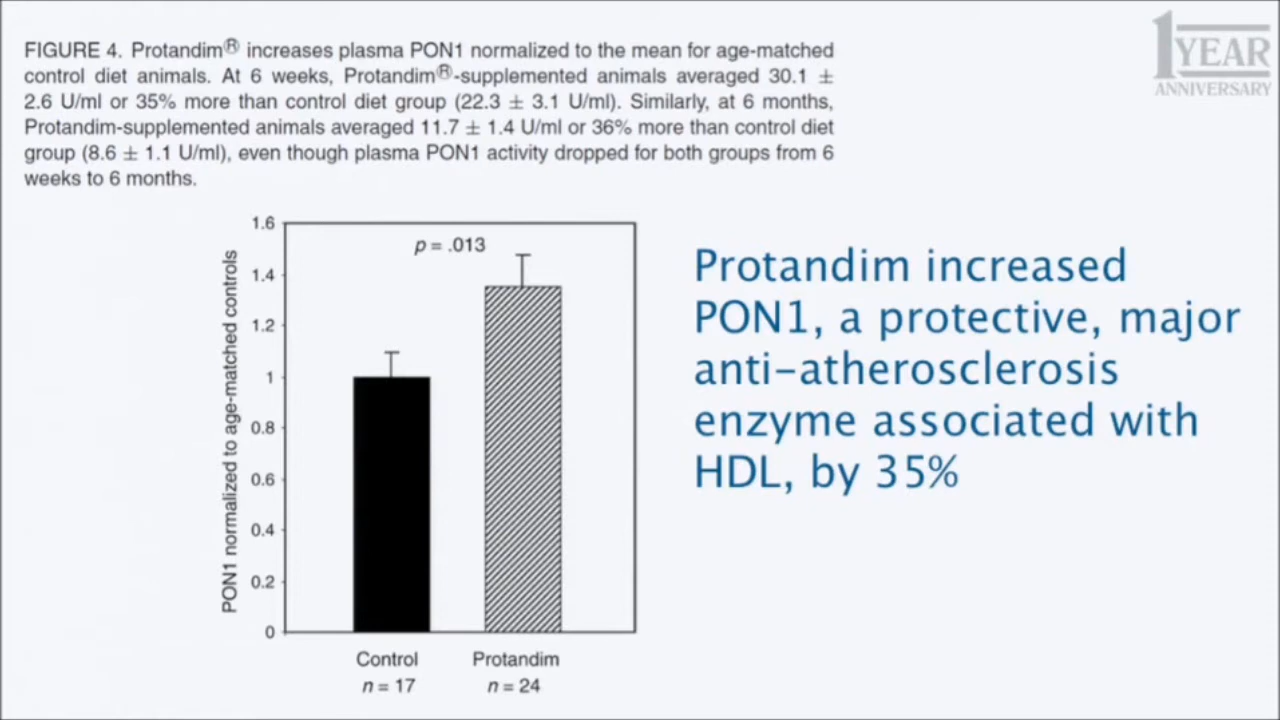 1 YEAR
ANNIVERSARY
FIGURE 4. Protandim® increases plasma PON1 normalized to the mean for age-matched
control diet animals. At 6 weeks, Protandim®-supplemented animals averaged 30.1 ±
2.6 U/ml or 35% more than control diet group (22.3 ± 3.1 U/ml). Similarly, at 6 months,
Protandim-supplemented animals averaged 11.7 ± 1.4 U/ml or 36% more than control diet
group (8.6 ± 1.1 U/ml), even though plasma PON1 activity dropped for both groups from 6
weeks to 6 months.
PON1 normalized to age-matched controls
1.6
1.4
1.2
1
0.8
0.6
0.4
0.2
0
p = .013
Control
n = 17
Protandim
n = 24
Protandim increased
PON1, a protective, major
anti-atherosclerosis
enzyme associated with
HDL, by 35%